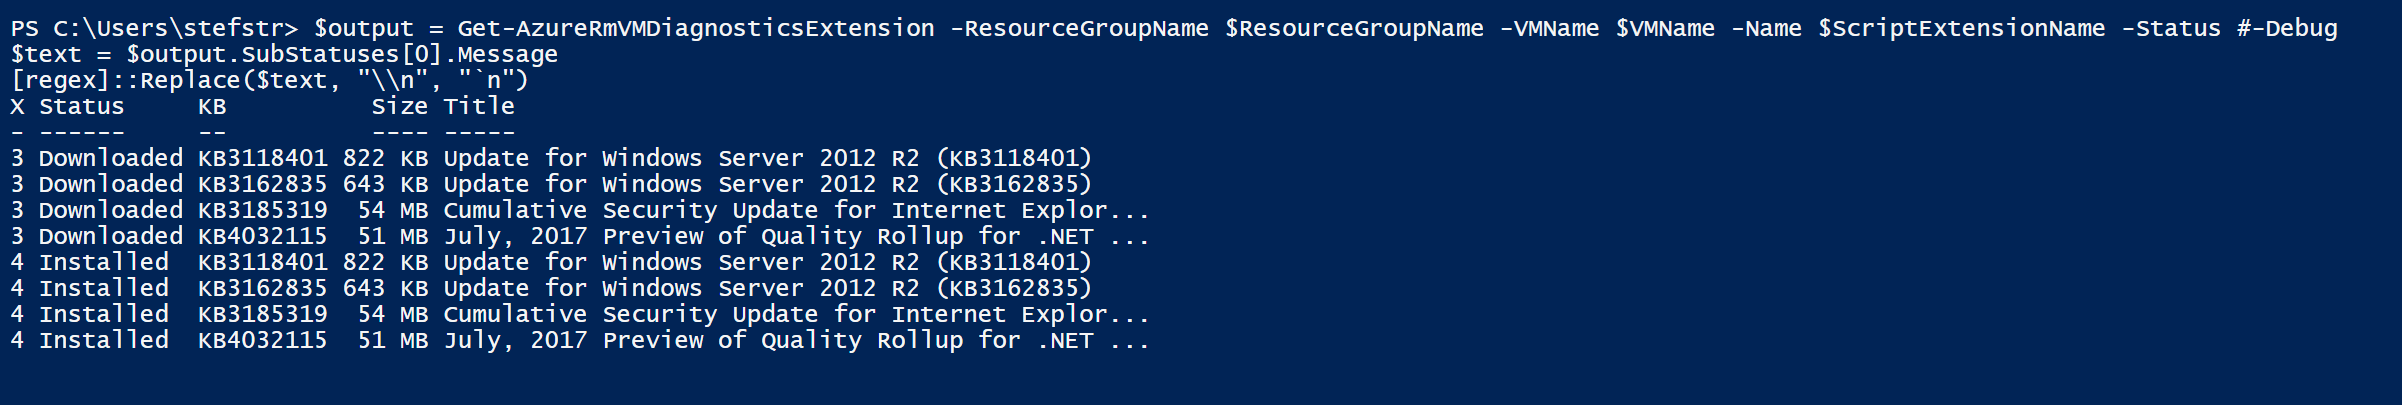 PS C:\Users\stefstr> $output = Get-AzureRmVMDiagnosticsExtension -ResourceGroupName $ResourceGroupName -VMName $VMName -Name $ScriptExtensionName -Status #-Debug
$text = $output.SubStatuses[0].Message
[regex]::Replace($text, "\\n", "`n")
X Status     KB          Size Title
- ------     --          ---- -----
3 Downloaded KB3118401 822 KB Update for Windows Server 2012 R2 (KB3118401)
3 Downloaded KB3162835 643 KB Update for Windows Server 2012 R2 (KB3162835)
3 Downloaded KB3185319  54 MB Cumulative Security Update for Internet Explor...
3 Downloaded KB4032115  51 MB July, 2017 Preview of Quality Rollup for .NET ...
4 Installed  KB3118401 822 KB Update for Windows Server 2012 R2 (KB3118401)
4 Installed  KB3162835 643 KB Update for Windows Server 2012 R2 (KB3162835)
4 Installed  KB3185319  54 MB Cumulative Security Update for Internet Explor...
4 Installed  KB4032115  51 MB July, 2017 Preview of Quality Rollup for .NET ...